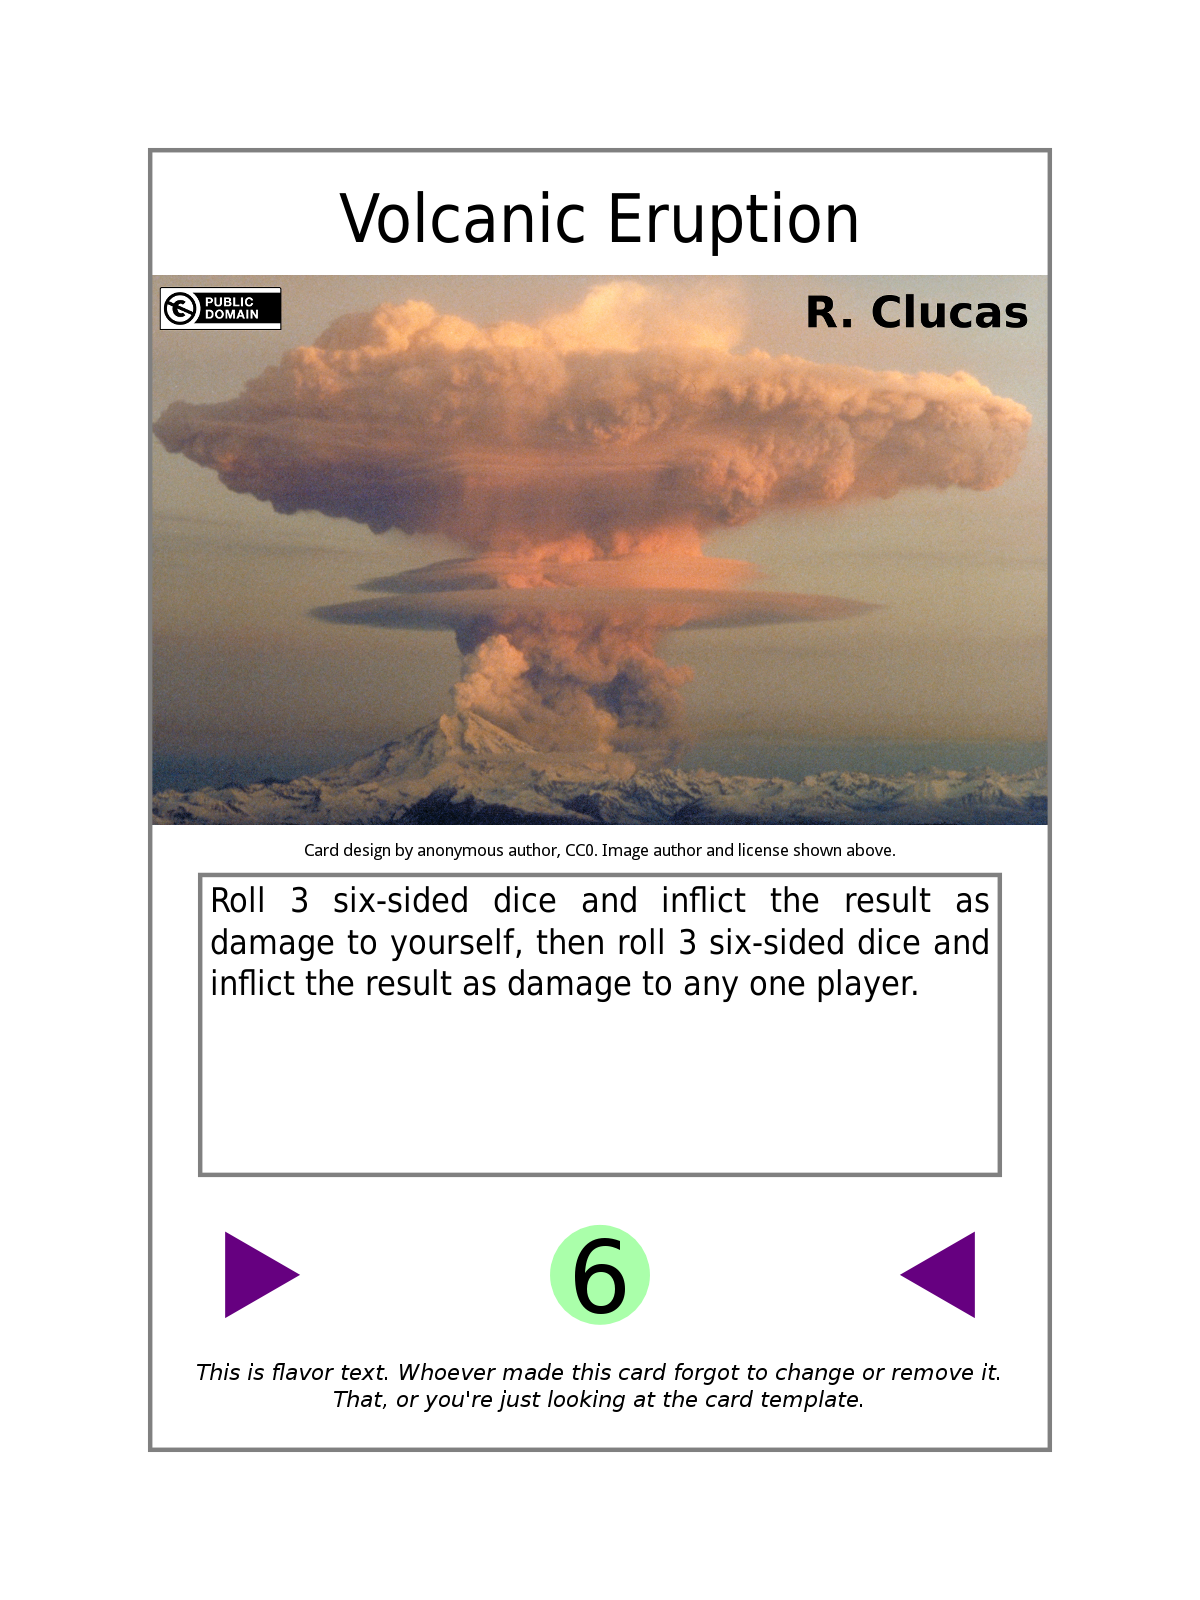 Volcanic Eruption
PUBLIC
DOMAIN
R. Clucas
Card design by anonymous author, CC0. Image author and license shown above.
Roll 3 six-sided dice and inflict the result as
damage to yourself, then roll 3 six-sided dice and
inflict the result as damage to any one player.
6
This is flavor text. Whoever made this card forgot to change or remove it.
That, or you're just looking at the card template.